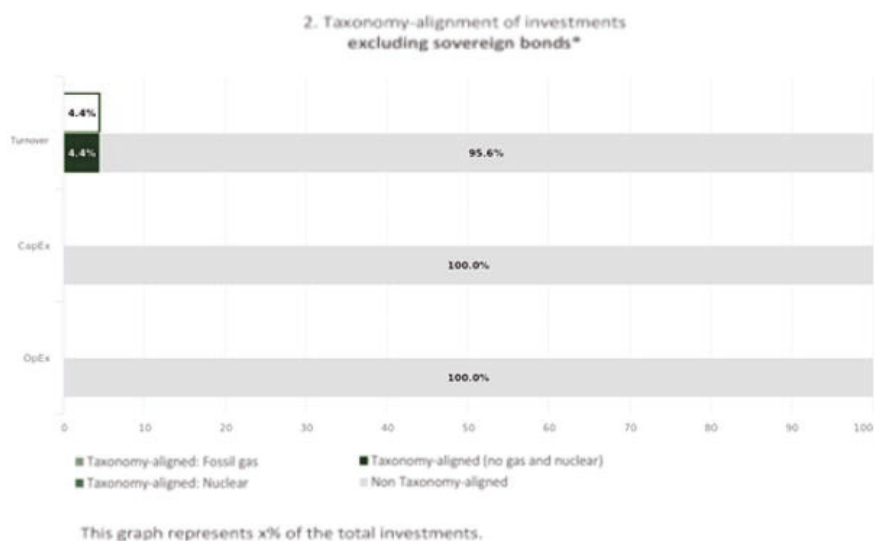 2. Taxonomy-alignment of investments
excluding sovereign bonds*
4.4%
Turnover
4.4%
95.6%
CapEx
100.0%
OpEx
100.0%
0 10 20 30 40 50 60 70 80 90 100
Taxonomy-aligned: Fossil gas
Taxonomy-aligned (no gas and nuclear)
Taxonomy-aligned: Nuclear
Non Taxonomy-aligned
This graph represents x% of the total investments.